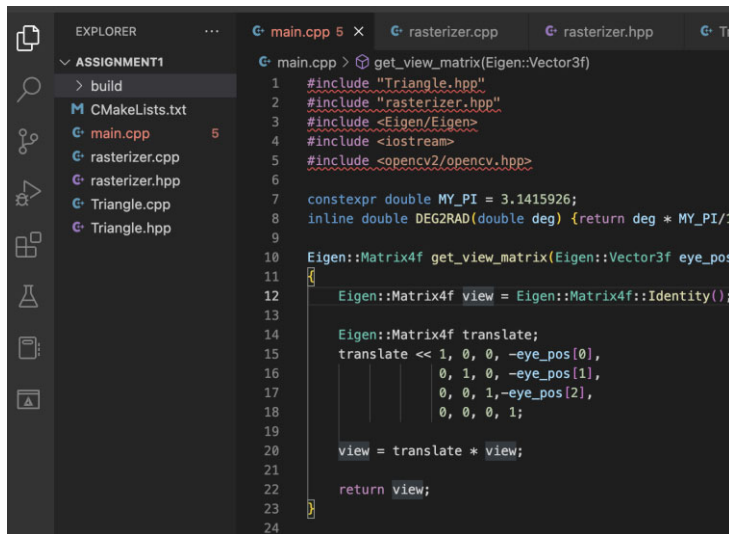 EXPLORER
ASSIGNMENT1
build
CMakeLists.txt
main.cpp 5
rasterizer.cpp
rasterizer.hpp
Triangle.cpp
Triangle.hpp
main.cpp 5 rasterizer.cpp rasterizer.hpp
main.cpp > get_view_matrix(Eigen::Vector3f)
1 #include "Triangle.hpp"
2 #include "rasterizer.hpp"
3 #include <Eigen/Eigen>
4 #include <iostream>
5 #include <opencv2/opencv.hpp>
6
7 constexpr double MY_PI = 3.1415926;
8 inline double DEG2RAD(double deg) {return deg * MY_PI/1
9
10 Eigen::Matrix4f get_view_matrix(Eigen::Vector3f eye_pos
11 {
12 Eigen::Matrix4f view = Eigen::Matrix4f::Identity();
13
14 Eigen::Matrix4f translate;
15 translate << 1, 0, 0, -eye_pos[0],
16 0, 1, 0, -eye_pos[1],
17 0, 0, 1,-eye_pos[2],
18 0, 0, 0, 1;
19
20 view = translate * view;
21
22 return view;
23 }
24